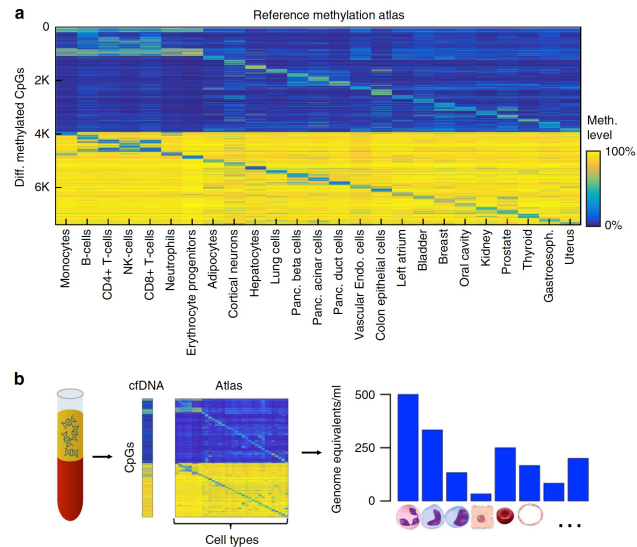 a
Reference methylation atlas
Diff. methylated CpGs
0
2K
4K
6K
Meth.
level
100%
0%
Monocytes
B-cells
CD4+ T-cells
NK-cells
CD8+ T-cells
Neutrophils
Erythrocyte progenitors
Adipocytes
Cortical neurons
Hepatocytes
Lung cells
Panc. beta cells
Panc. acinar cells
Panc. duct cells
Vascular Endo. cells
Colon epithelial cells
Left atrium
Bladder
Breast
Oral cavity
Kidney
Prostate
Thyroid
Gastroesoph.
Uterus
b
cfDNA
Atlas
CpGs
Cell types
Genome equivalents/ml
500
250
0
...